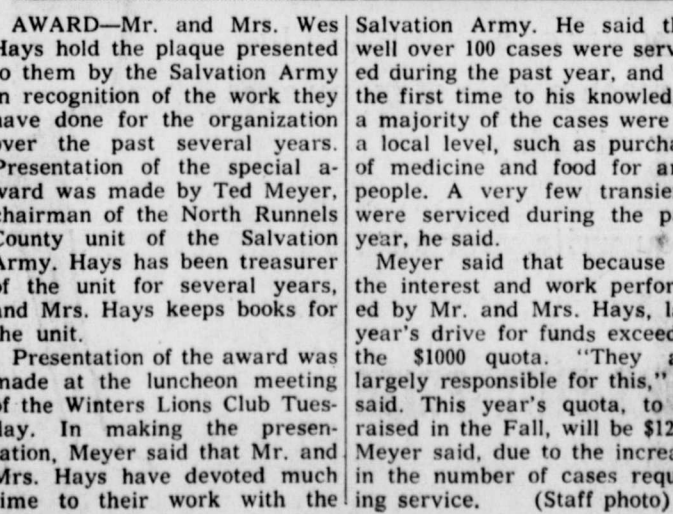 AWARD—Mr. and Mrs. Wes
Hays hold the plaque presented
to them by the Salvation Army
in recognition of the work they
have done for the organization
over the past several years.
Presentation of the special a-
ward was made by Ted Meyer,
chairman of the North Runnels
County unit of the Salvation
Army. Hays has been treasurer
of the unit for several years,
and Mrs. Hays keeps books for
the unit.
Presentation of the award was
made at the luncheon meeting
of the Winters Lions Club Tues-
day. In making the presen-
tation, Meyer said that Mr. and
Mrs. Hays have devoted much
time to their work with the
Salvation Army. He said th
well over 100 cases were serv
ed during the past year, and
the first time to his knowled
a majority of the cases were
a local level, such as purcha
of medicine and food for ar
people. A very few transie
were serviced during the p
year, he said.
Meyer said that because
the interest and work perfor
ed by Mr. and Mrs. Hays, l
year's drive for funds exceed
the $1000 quota. "They a
largely responsible for this,"
said. This year's quota, to
raised in the Fall, will be $12
Meyer said, due to the increa
in the number of cases requ
ing service. (Staff photo)